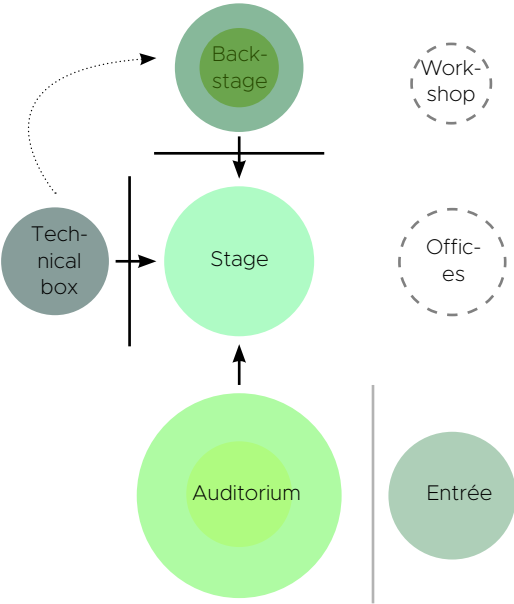 Back-
stage
Work-
shop
Tech-
nical
box
Stage
Offic-
es
Auditorium
Entrée